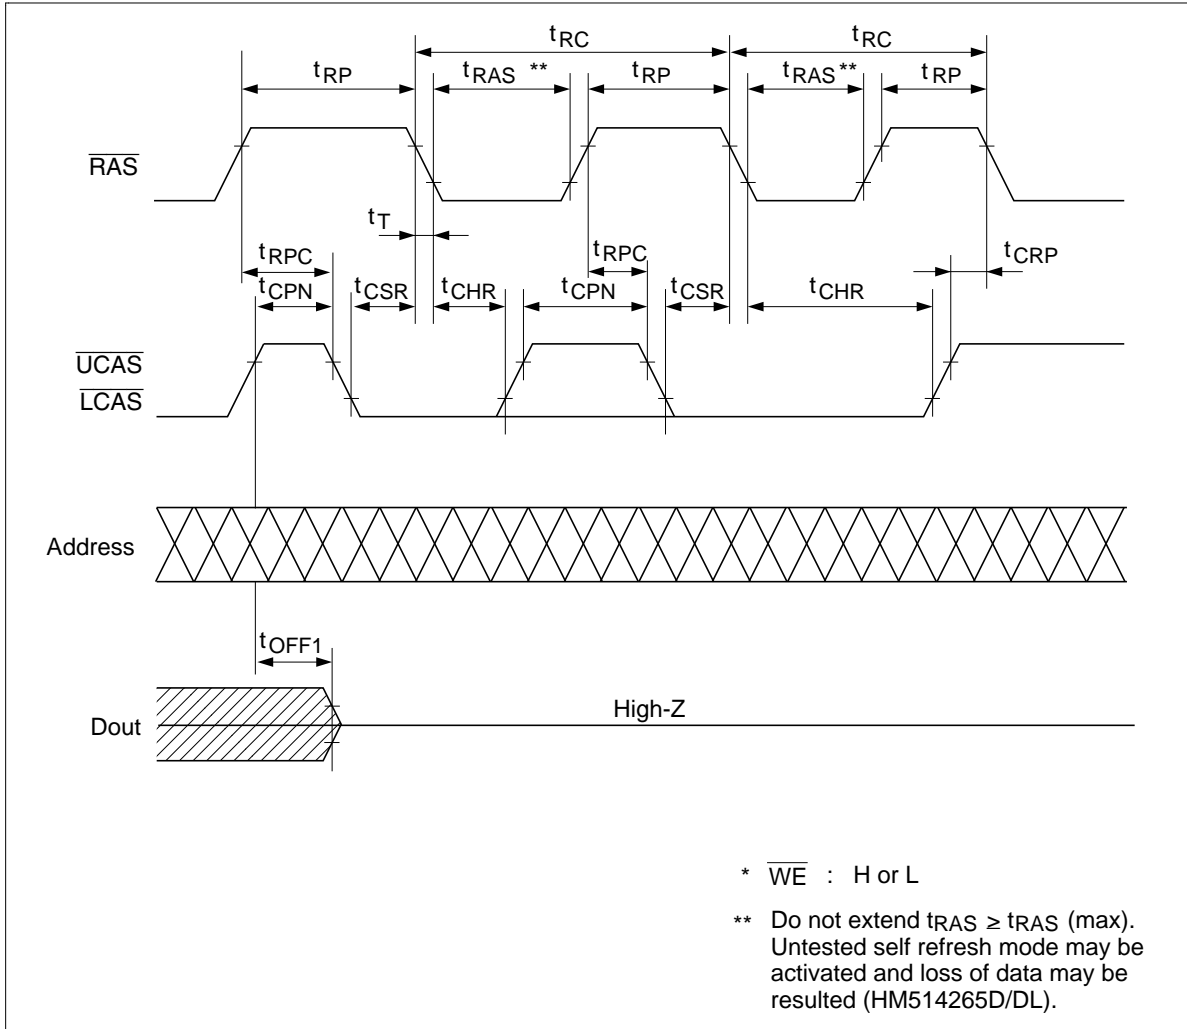 tRC tRC
tRP tRAS ** tRP tRAS ** tRP
RAS
tT
tRPC tRPC tCRP
tCPN tCSR tCHR tCPN tCSR tCHR
UCAS
LCAS
Address
tOFF1
High-Z
Dout
* WE : H or L
** Do not extend tRAS ≥ tRAS (max).
Untested self refresh mode may be
activated and loss of data may be
resulted (HM514265D/DL).